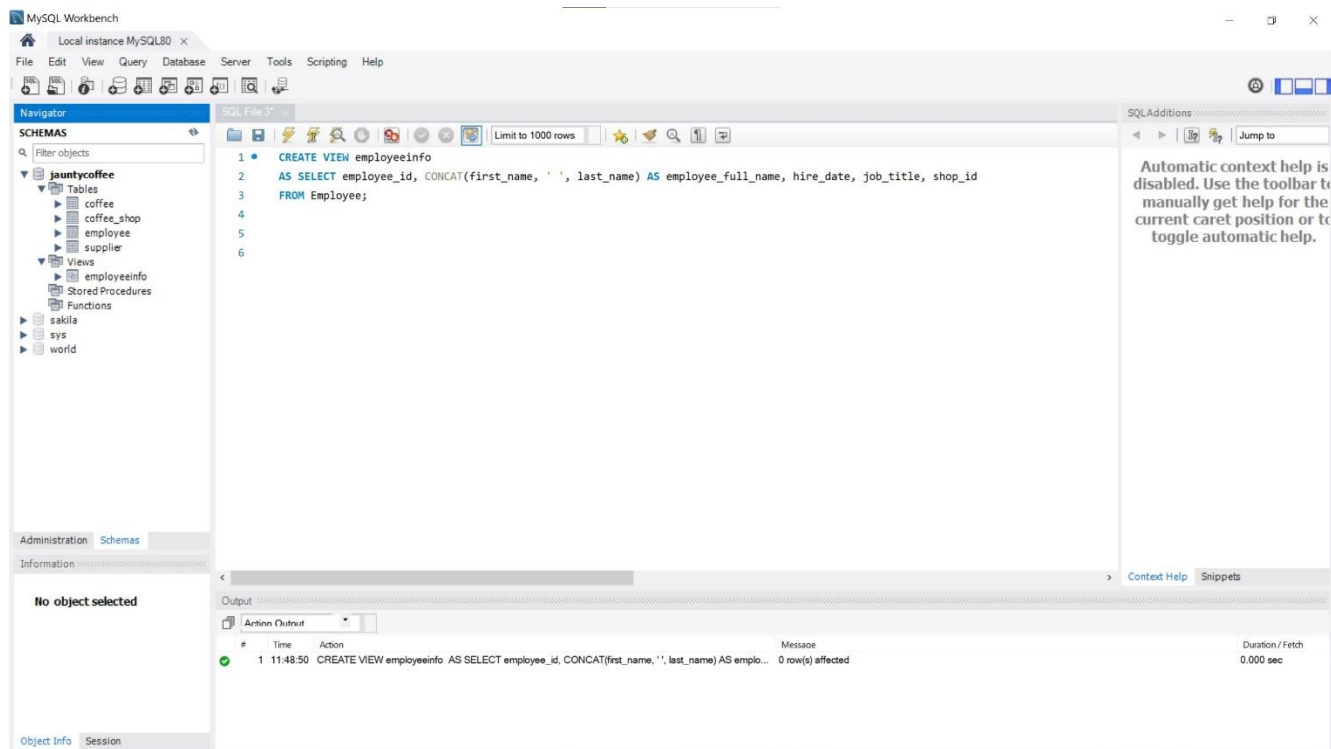 MySQL Workbench
Local instance MySQL80
File Edit View Query Database Server Tools Scripting Help
Navigator
SCHEMAS
Filter objects
jauntycoffee
Tables
coffee
coffee_shop
employee
supplier
Views
employeeinfo
Stored Procedures
Functions
sakila
sys
world
Administration Schemas
Information
No object selected
Object Info Session
SQL File 3*
Limit to 1000 rows
1 CREATE VIEW employeeinfo
2 AS SELECT employee_id, CONCAT(first_name, ' ', last_name) AS employee_full_name, hire_date, job_title, shop_id
3 FROM Employee;
4
5
6
SQLAdditions
Jump to
Automatic context help is
disabled. Use the toolbar to
manually get help for the
current caret position or to
toggle automatic help.
Context Help Snippets
Output
Action Output
# Time Action Message Duration / Fetch
1 11:48:50 CREATE VIEW employeeinfo AS SELECT employee_id, CONCAT(first_name, ' ', last_name) AS emplo... 0 row(s) affected 0.000 sec